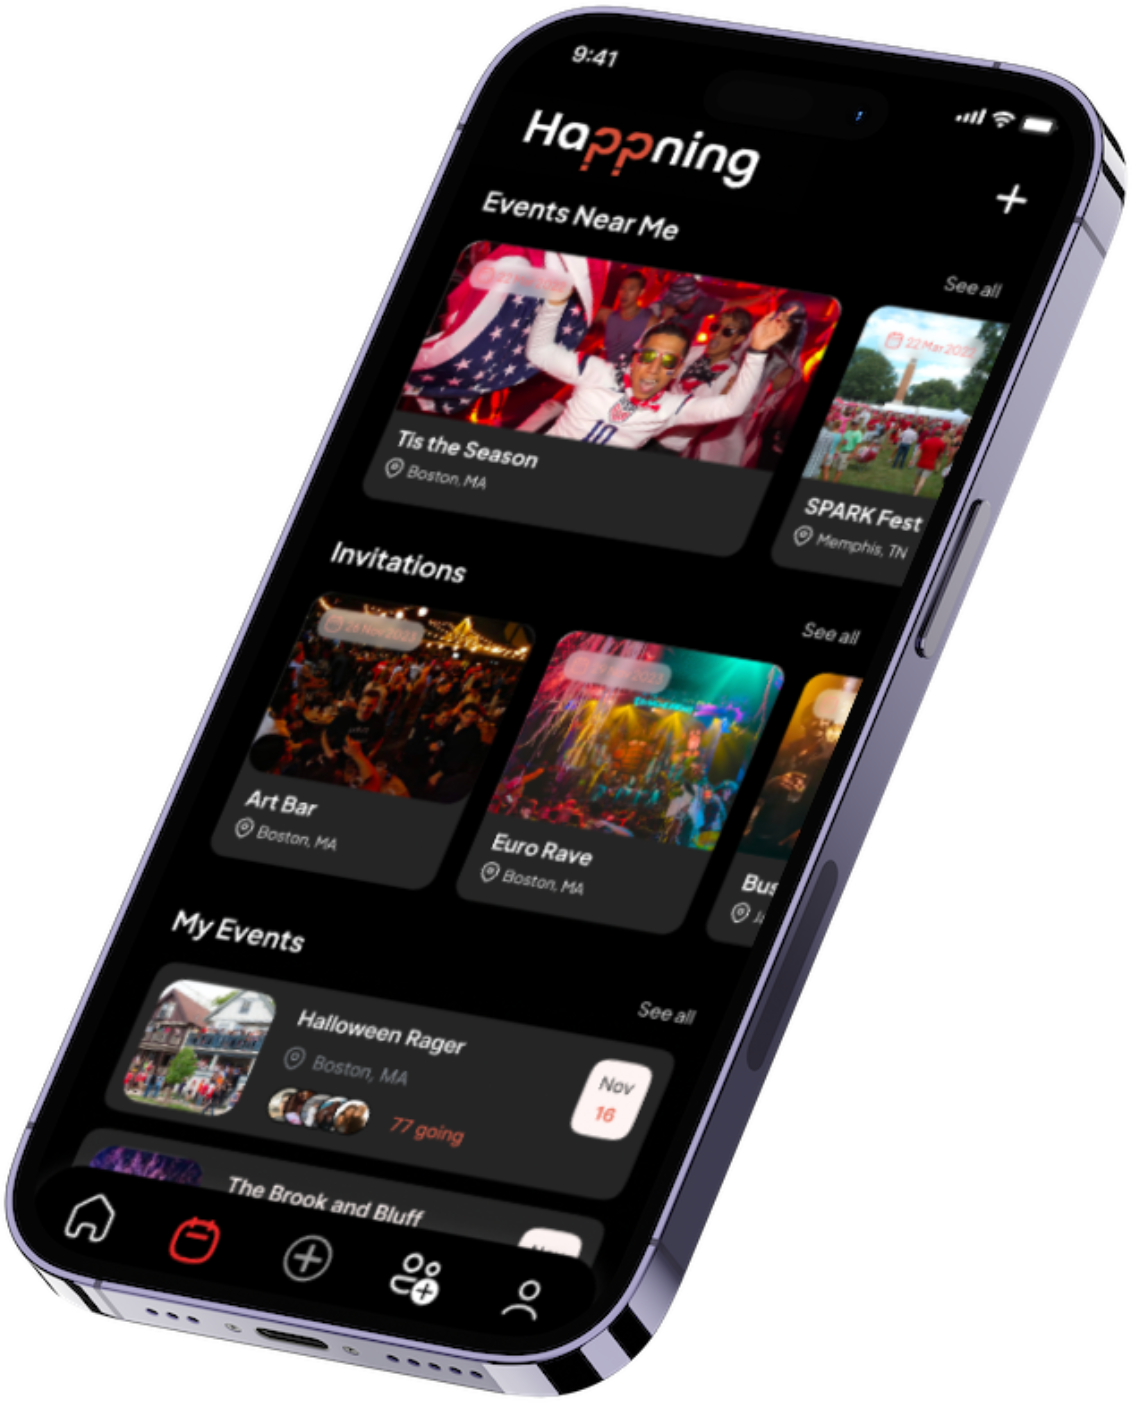 9:41
Happning
Events Near Me
See all
22 Mar 2022
Tis the Season
Boston, MA
SPARK Fest
Memphis, TN
Invitations
See all
Art Bar
Boston, MA
Euro Rave
Boston, MA
Bus
My Events
See all
Halloween Rager
Boston, MA
77 going
Nov
16
The Brook and Bluff
10